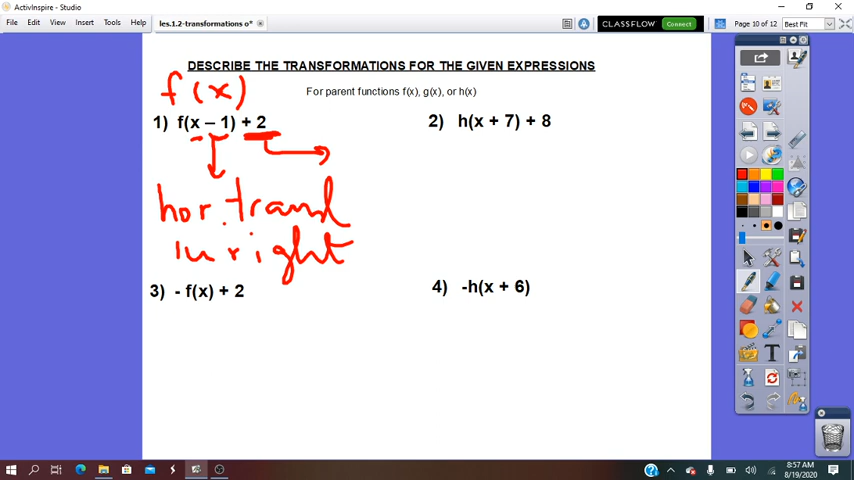 ActivInspire - Studio
File Edit View Insert Tools Help
les.1.2-transformations o*
CLASSFLOW Connect
Page 10 of 12 Best Fit
DESCRIBE THE TRANSFORMATIONS FOR THE GIVEN EXPRESSIONS
f(x)
For parent functions f(x), g(x), or h(x)
1) f(x – 1) + 2
2) h(x + 7) + 8
hor. transl
1u right
3) - f(x) + 2
4) -h(x + 6)
8:57 AM
8/19/2020